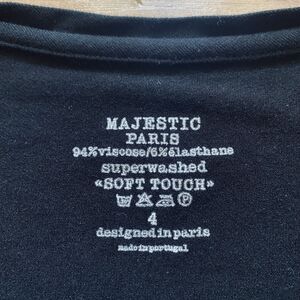 MAJESTIC
PARIS
94%viscose/6%élasthane
superwashed
«SOFT TOUCH»
P
4
designed in paris
made in portugal